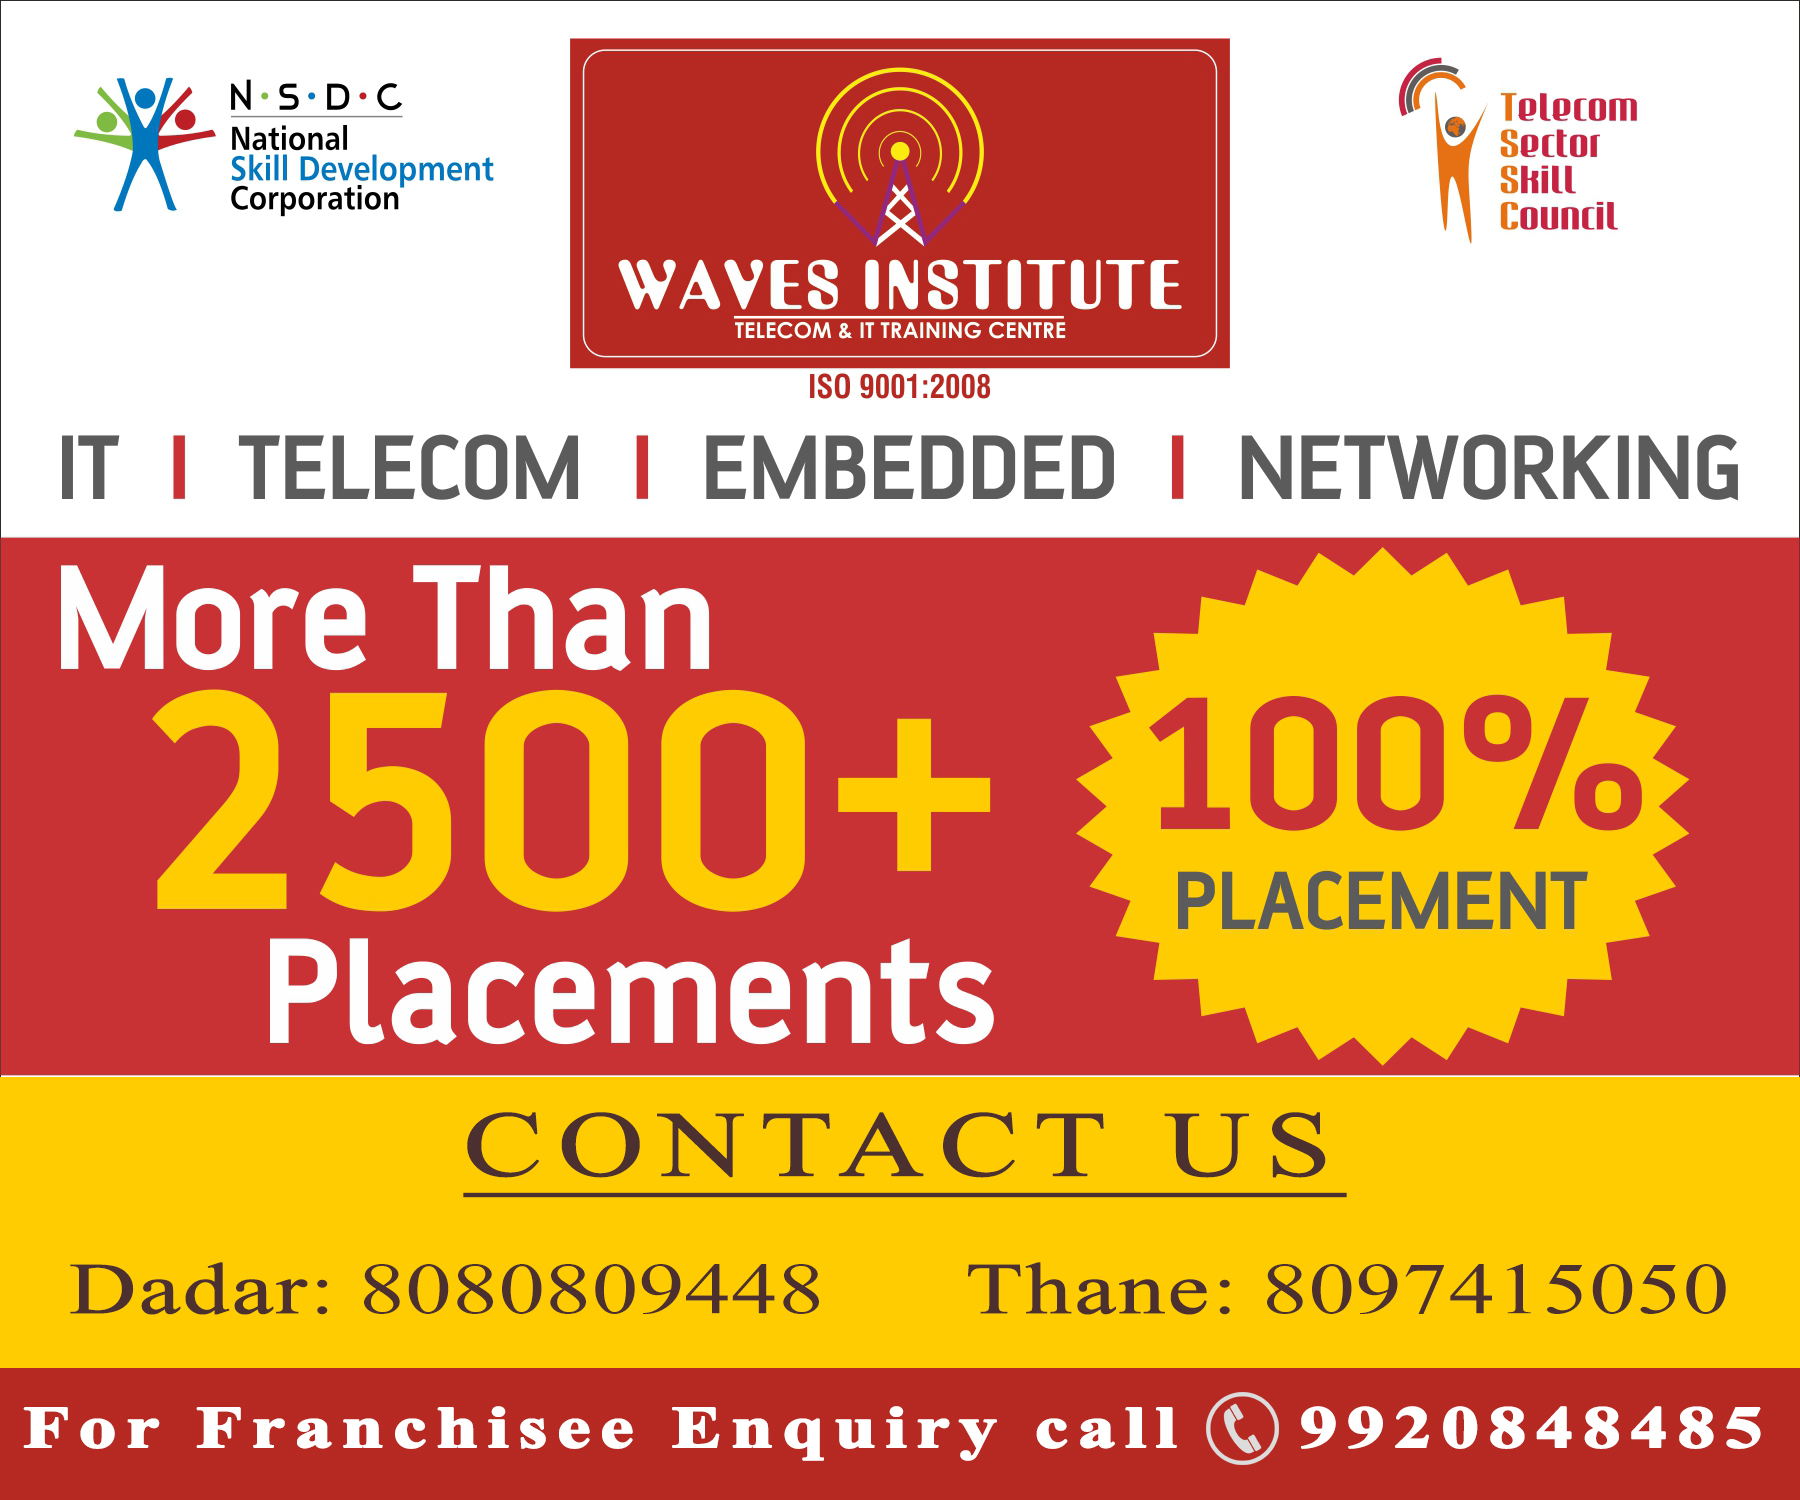 N·S·D·C
National
Skill Development
Corporation
WAVES INSTITUTE
TELECOM & IT TRAINING CENTRE
ISO 9001:2008
Telecom
Sector
Skill
Council
IT | TELECOM | EMBEDDED | NETWORKING
More Than
2500+
Placements
100%
PLACEMENT
CONTACT US
Dadar: 8080809448 Thane: 8097415050
For Franchisee Enquiry call 9920848485